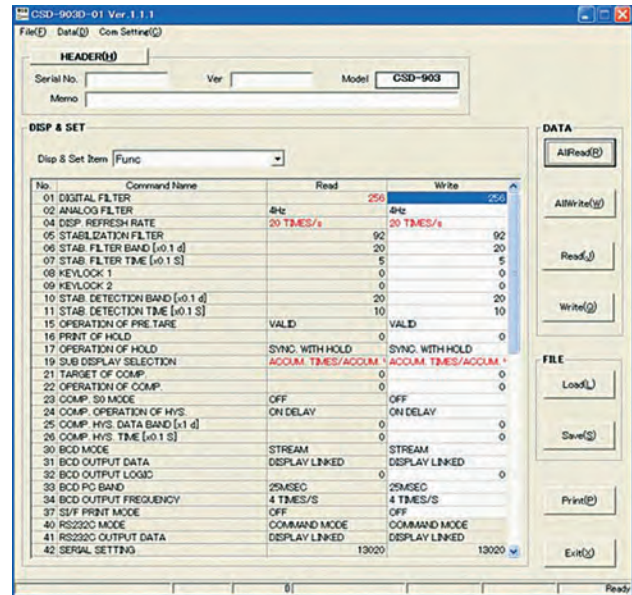 CSD-903D-01 Ver.1.1.1
File(F) Data(D) Com Setting(C)
HEADER(H)
Serial No. Ver Model CSD-903
Memo
DISP & SET
Disp & Set Item Func
No. Command Name Read Write
01 DIGITAL FILTER 256 256
02 ANALOG FILTER 4Hz 4Hz
04 DISP. REFRESH RATE 20 TIMES/s 20 TIMES/s
05 STABILIZATION FILTER 92 92
06 STAB. FILTER BAND [x0.1 d] 20 20
07 STAB. FILTER TIME [x0.1 S] 5 5
08 KEYLOCK 1 0 0
09 KEYLOCK 2 0 0
10 STAB. DETECTION BAND [x0.1 d] 20 20
11 STAB. DETECTION TIME [x0.1 S] 10 10
15 OPERATION OF PRE.TARE VALID VALID
16 PRINT OF HOLD 0 0
17 OPERATION OF HOLD SYNC. WITH HOLD SYNC. WITH HOLD
19 SUB DISPLAY SELECTION ACCUM. TIMES/ACCUM. ACCUM. TIMES/ACCUM.
21 TARGET OF COMP. 0 0
22 OPERATION OF COMP. 0 0
23 COMP. S0 MODE OFF OFF
24 COMP. OPERATION OF HYS. ON DELAY ON DELAY
25 COMP. HYS. DATA BAND [x1 d] 0 0
26 COMP. HYS. TIME [x0.1 S] 0 0
30 BCD MODE STREAM STREAM
31 BCD OUTPUT DATA DISPLAY LINKED DISPLAY LINKED
32 BCD OUTPUT LOGIC 0 0
33 BCD PC BAND 25MSEC 25MSEC
34 BCD OUTPUT FREQUENCY 4 TIMES/S 4 TIMES/S
37 SI/F PRINT MODE OFF OFF
40 RS232C MODE COMMAND MODE COMMAND MODE
41 RS232C OUTPUT DATA DISPLAY LINKED DISPLAY LINKED
42 SERIAL SETTING 13020 13020
DATA
AllRead(R)
AllWrite(W)
Read(J)
Write(O)
FILE
Load(L)
Save(S)
Print(P)
Exit(X)
0 Ready